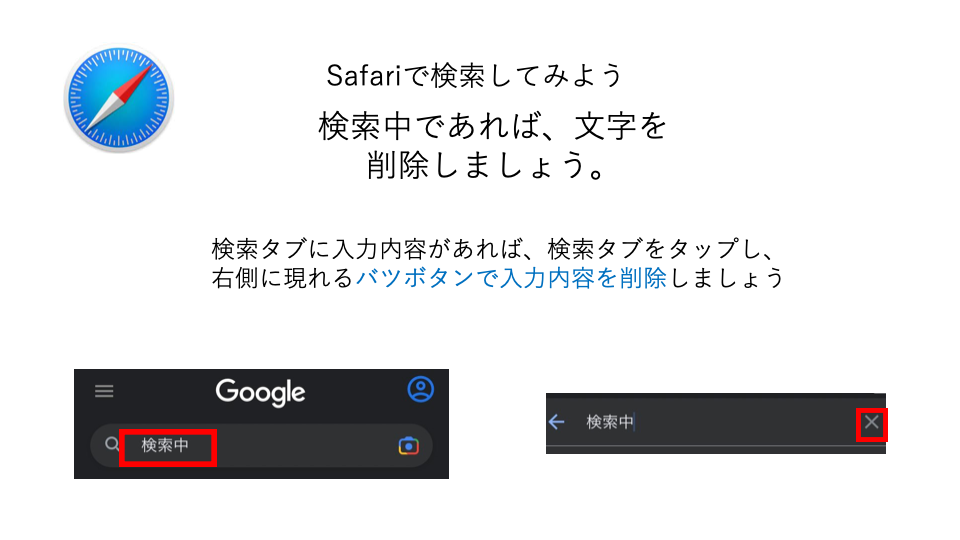 Safariで検索してみよう
検索中であれば、文字を
削除しましょう。
検索タブに入力内容があれば、検索タブをタップし、
右側に現れるバツボタンで入力内容を削除しましょう
Google
検索中
検索中